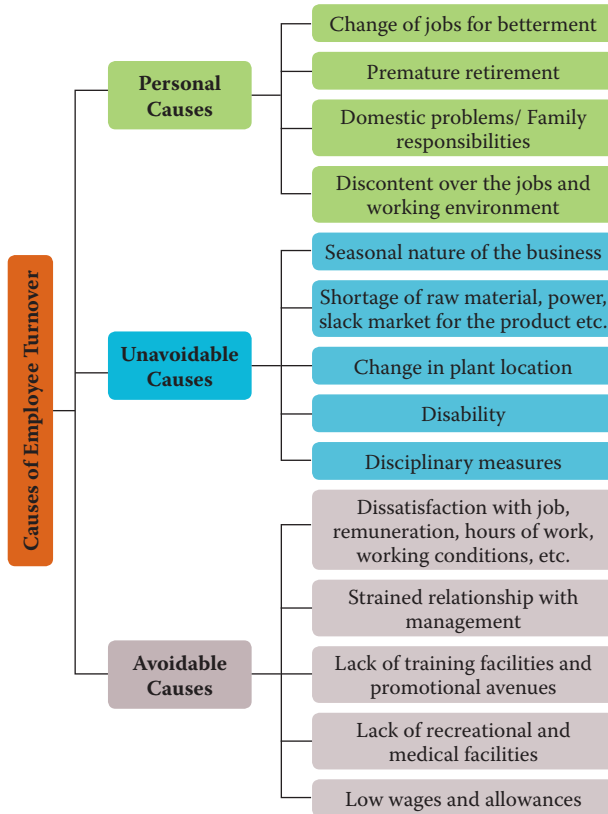 Causes of Employee Turnover
Personal
Causes
Change of jobs for betterment
Premature retirement
Domestic problems/ Family
responsibilities
Discontent over the jobs and
working environment
Unavoidable
Causes
Seasonal nature of the business
Shortage of raw material, power,
slack market for the product etc.
Change in plant location
Disability
Disciplinary measures
Avoidable
Causes
Dissatisfaction with job,
remuneration, hours of work,
working conditions, etc.
Strained relationship with
management
Lack of training facilities and
promotional avenues
Lack of recreational and
medical facilities
Low wages and allowances